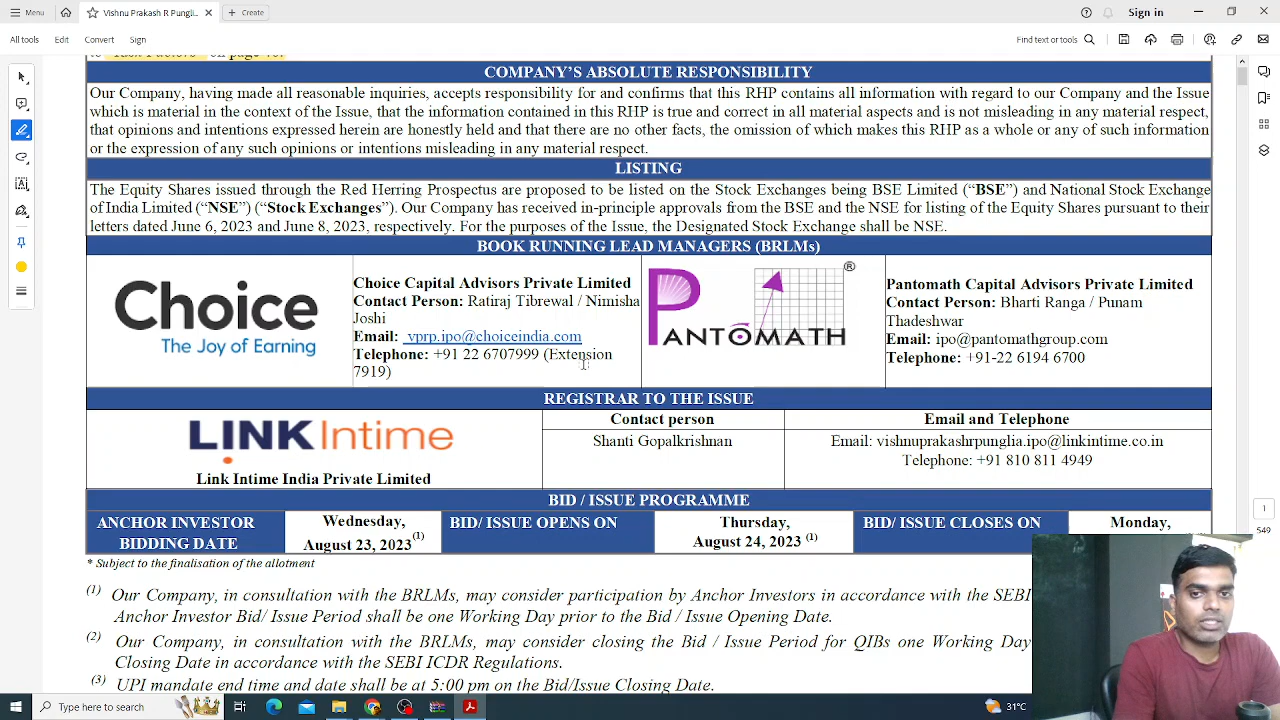 Menu
Vishnu Prakash R Pungli...
Create
Sign in
All tools
Edit
Convert
Sign
Find text or tools
to "Risk Factors" on page 40.
COMPANY'S ABSOLUTE RESPONSIBILITY
Our Company, having made all reasonable inquiries, accepts responsibility for and confirms that this RHP contains all information with regard to our Company and the Issue
which is material in the context of the Issue, that the information contained in this RHP is true and correct in all material aspects and is not misleading in any material respect,
that opinions and intentions expressed herein are honestly held and that there are no other facts, the omission of which makes this RHP as a whole or any of such information
or the expression of any such opinions or intentions misleading in any material respect.
LISTING
The Equity Shares issued through the Red Herring Prospectus are proposed to be listed on the Stock Exchanges being BSE Limited ("BSE") and National Stock Exchange
of India Limited ("NSE") ("Stock Exchanges"). Our Company has received in-principle approvals from the BSE and the NSE for listing of the Equity Shares pursuant to their
letters dated June 6, 2023 and June 8, 2023, respectively. For the purposes of the Issue, the Designated Stock Exchange shall be NSE.
BOOK RUNNING LEAD MANAGERS (BRLMs)
Choice
The Joy of Earning
Choice Capital Advisors Private Limited
Contact Person: Ratiraj Tibrewal / Nimisha
Joshi
Email: vprp.ipo@choiceindia.com
Telephone: +91 22 6707999 (Extension
7919)
PANTOMATH ®
Pantomath Capital Advisors Private Limited
Contact Person: Bharti Ranga / Punam
Thadeshwar
Email: ipo@pantomathgroup.com
Telephone: +91-22 6194 6700
REGISTRAR TO THE ISSUE
LINK Intime
Link Intime India Private Limited
Contact person
Shanti Gopalkrishnan
Email and Telephone
Email: vishnuprakashrpunglia.ipo@linkintime.co.in
Telephone: +91 810 811 4949
BID / ISSUE PROGRAMME
ANCHOR INVESTOR
BIDDING DATE
Wednesday,
August 23, 2023(1)
BID/ ISSUE OPENS ON
Thursday,
August 24, 2023 (1)
BID/ ISSUE CLOSES ON
Monday,
* Subject to the finalisation of the allotment
(1) Our Company, in consultation with the BRLMs, may consider participation by Anchor Investors in accordance with the SEBI
Anchor Investor Bid/ Issue Period shall be one Working Day prior to the Bid / Issue Opening Date.
(2) Our Company, in consultation with the BRLMs, may consider closing the Bid / Issue Period for QIBs one Working Day
Closing Date in accordance with the SEBI ICDR Regulations.
(3) UPI mandate end time and date shall be at 5:00 pm on the Bid/Issue Closing Date.
1
549
Type here to search
31°C